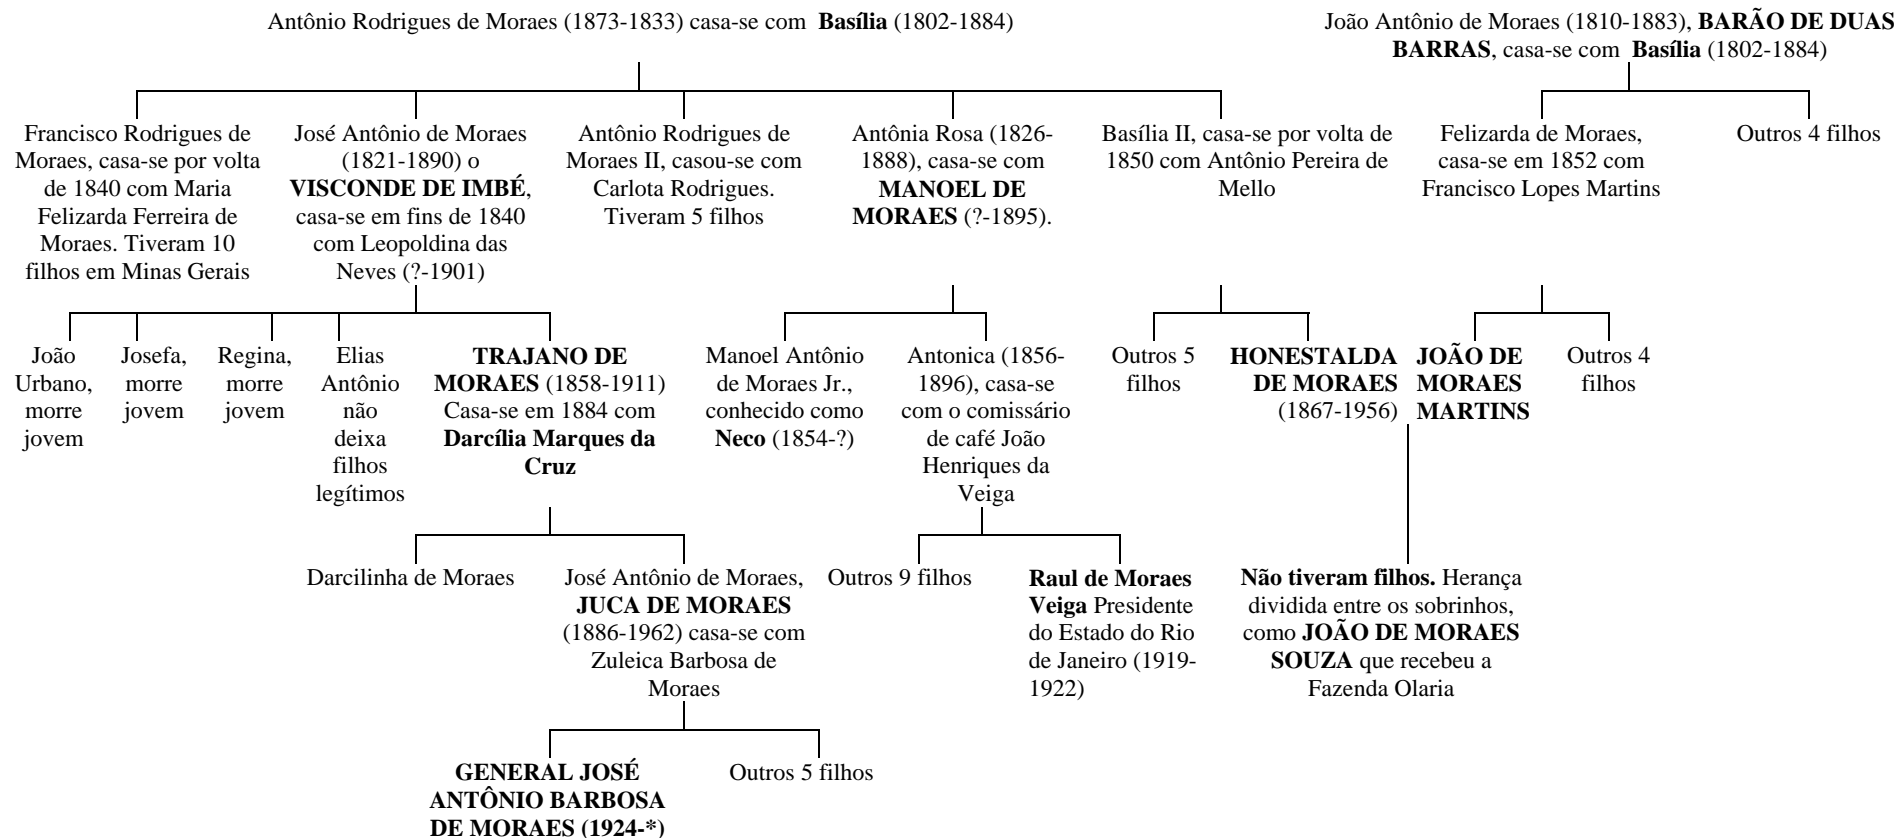 Antônio Rodrigues de Moraes (1873-1833) casa-se com Basília (1802-1884)
João Antônio de Moraes (1810-1883), BARÃO DE DUAS
BARRAS, casa-se com Basília (1802-1884)
Francisco Rodrigues de
Moraes, casa-se por volta
de 1840 com Maria
Felizarda Ferreira de
Moraes. Tiveram 10
filhos em Minas Gerais
José Antônio de Moraes
(1821-1890) o
VISCONDE DE IMBÉ,
casa-se em fins de 1840
com Leopoldina das
Neves (?-1901)
Antônio Rodrigues de
Moraes II, casou-se com
Carlota Rodrigues.
Tiveram 5 filhos
Antônia Rosa (1826-
1888), casa-se com
MANOEL DE
MORAES (?-1895).
Basília II, casa-se por volta de
1850 com Antônio Pereira de
Mello
Felizarda de Moraes,
casa-se em 1852 com
Francisco Lopes Martins
Outros 4 filhos
João
Urbano,
morre
jovem
Josefa,
morre
jovem
Regina,
morre
jovem
Elias
Antônio
não
deixa
filhos
legítimos
TRAJANO DE
MORAES (1858-1911)
Casa-se em 1884 com
Darcília Marques da
Cruz
Manoel Antônio
de Moraes Jr.,
conhecido como
Neco (1854-?)
Antonica (1856-
1896), casa-se
com o comissário
de café João
Henriques da
Veiga
Outros 5
filhos
HONESTALDA
DE MORAES
(1867-1956)
JOÃO DE
MORAES
MARTINS
Outros 4
filhos
Darcilinha de Moraes
José Antônio de Moraes,
JUCA DE MORAES
(1886-1962) casa-se com
Zuleica Barbosa de
Moraes
Outros 9 filhos
Raul de Moraes
Veiga Presidente
do Estado do Rio
de Janeiro (1919-
1922)
Não tiveram filhos. Herança
dividida entre os sobrinhos,
como JOÃO DE MORAES
SOUZA que recebeu a
Fazenda Olaria
GENERAL JOSÉ
ANTÔNIO BARBOSA
DE MORAES (1924-*)
Outros 5 filhos